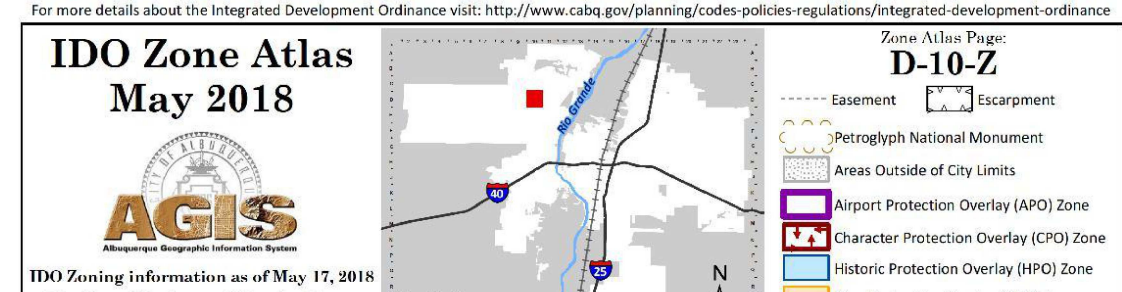 For more details about the Integrated Development Ordinance visit: http://www.cabq.gov/planning/codes-policies-regulations/integrated-development-ordinance
IDO Zone Atlas
May 2018
CITY OF ALBUQUERQUE
AGIS
Albuquerque Geographic Information System
IDO Zoning information as of May 17, 2018
Rio Grande
40
25
N
Zone Atlas Page:
D-10-Z
Easement
Escarpment
Petroglyph National Monument
Areas Outside of City Limits
Airport Protection Overlay (APO) Zone
Character Protection Overlay (CPO) Zone
Historic Protection Overlay (HPO) Zone